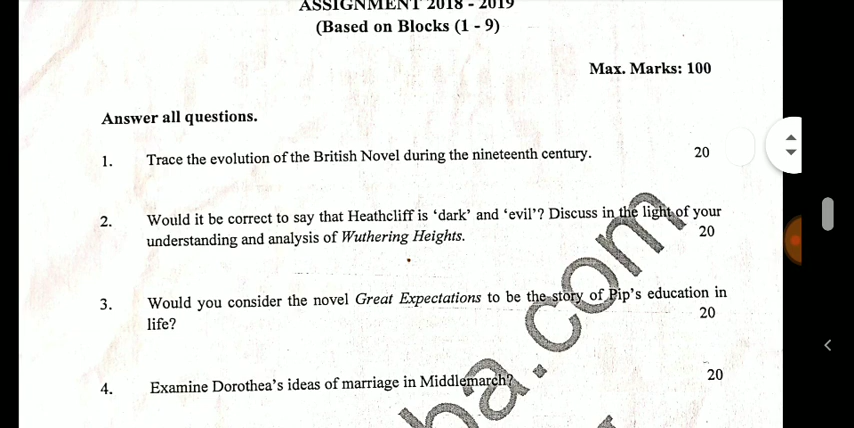 ASSIGNMENT 2018 - 2019
(Based on Blocks (1 - 9)
Max. Marks: 100
Answer all questions.
1. Trace the evolution of the British Novel during the nineteenth century. 20
2. Would it be correct to say that Heathcliff is ‘dark’ and ‘evil’? Discuss in the light of your
understanding and analysis of Wuthering Heights. 20
3. Would you consider the novel Great Expectations to be the story of Pip’s education in
life? 20
4. Examine Dorothea’s ideas of marriage in Middlemarch? 20
ba.com